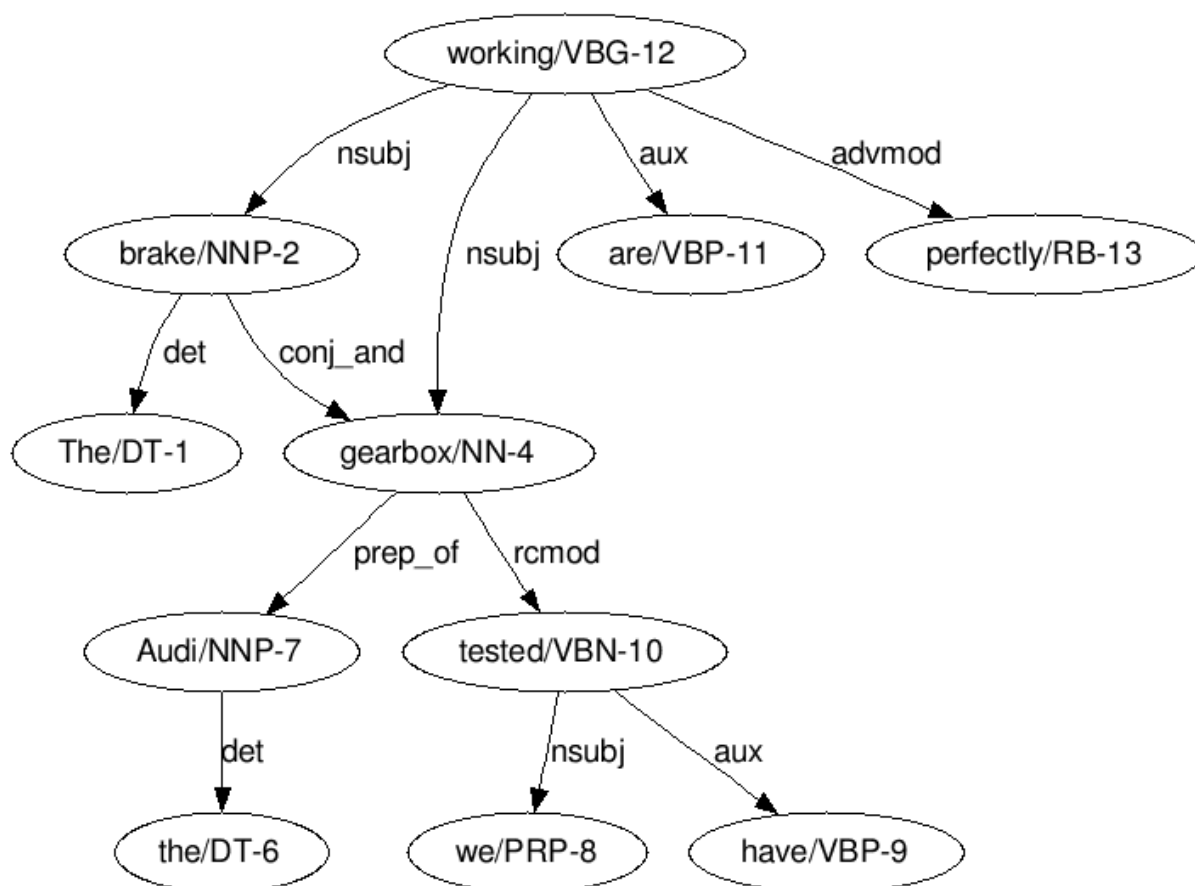 working/VBG-12
nsubj
nsubj
aux
advmod
brake/NNP-2
are/VBP-11
perfectly/RB-13
det
conj_and
The/DT-1
gearbox/NN-4
prep_of
rcmod
Audi/NNP-7
tested/VBN-10
det
nsubj
aux
the/DT-6
we/PRP-8
have/VBP-9